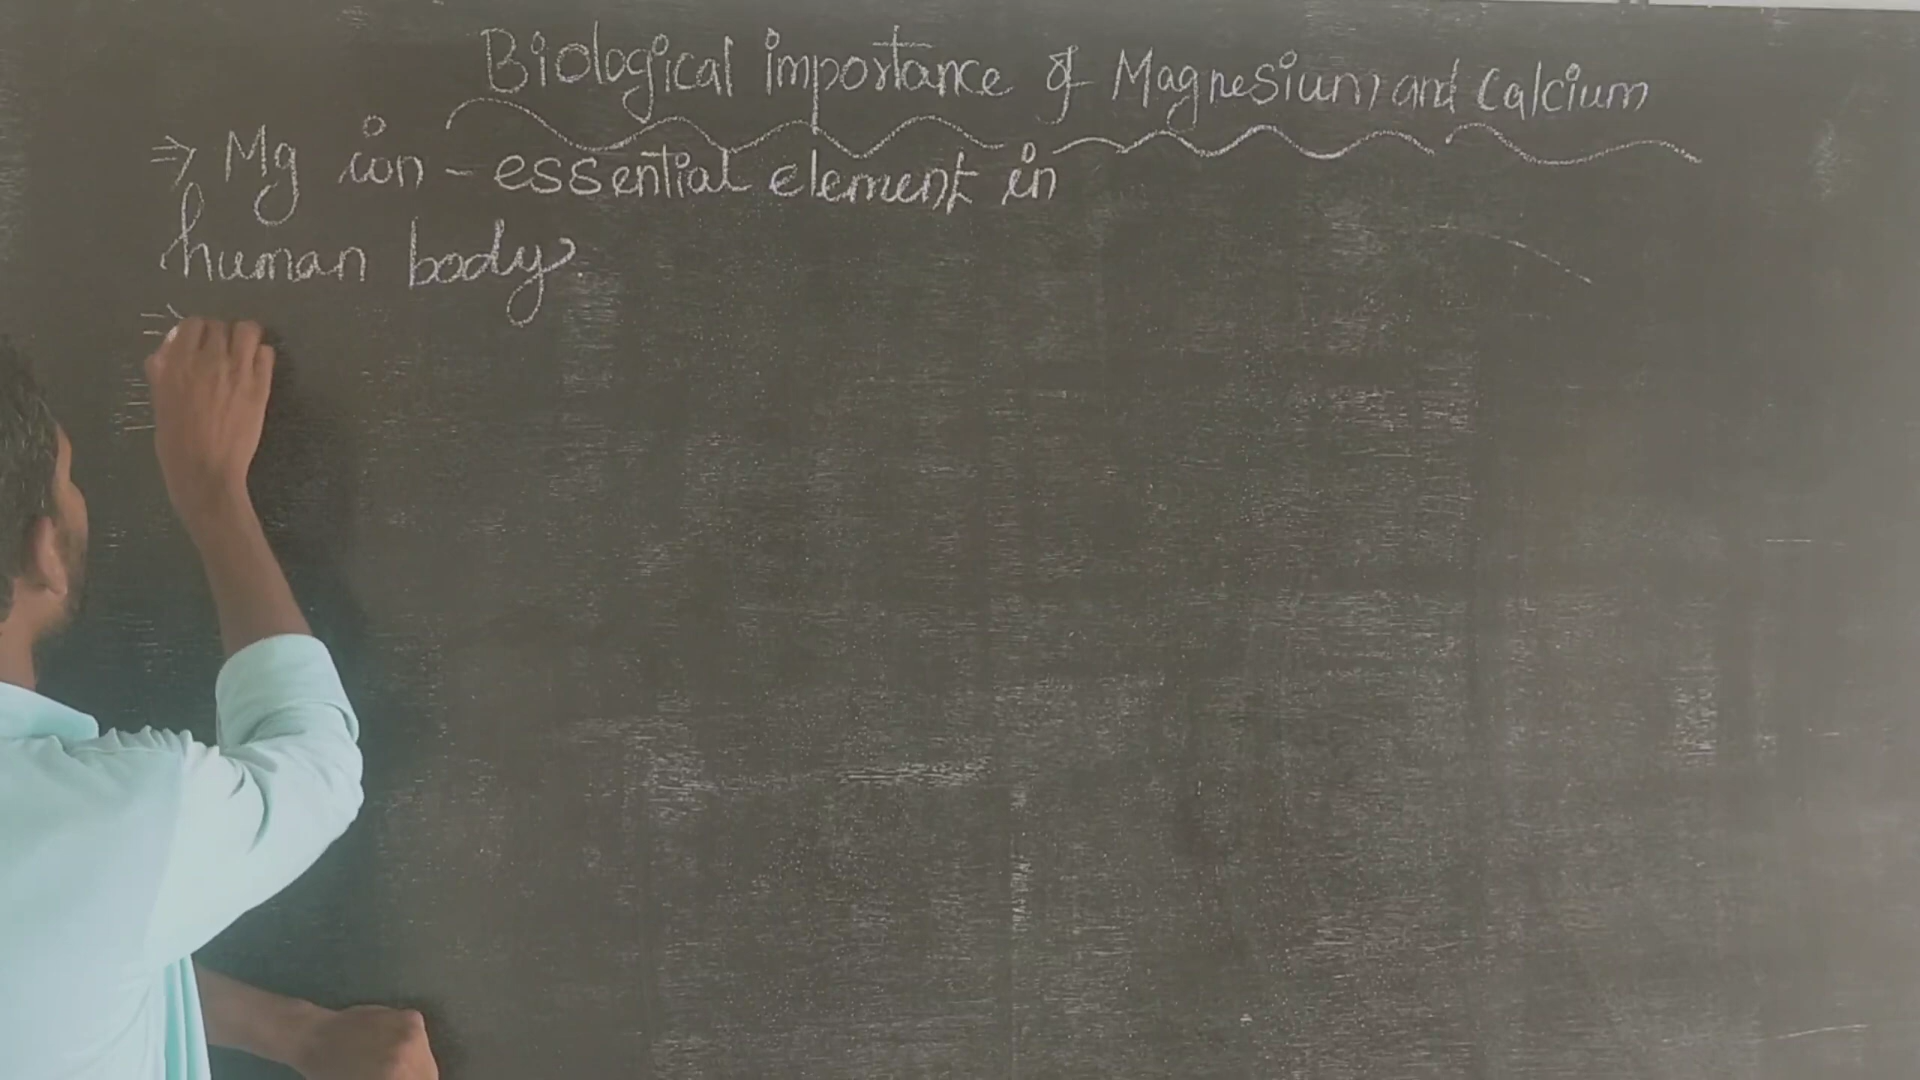 Biological importance of Magnesium and Calcium
⇒ Mg ion - essential element in
human body
⇒